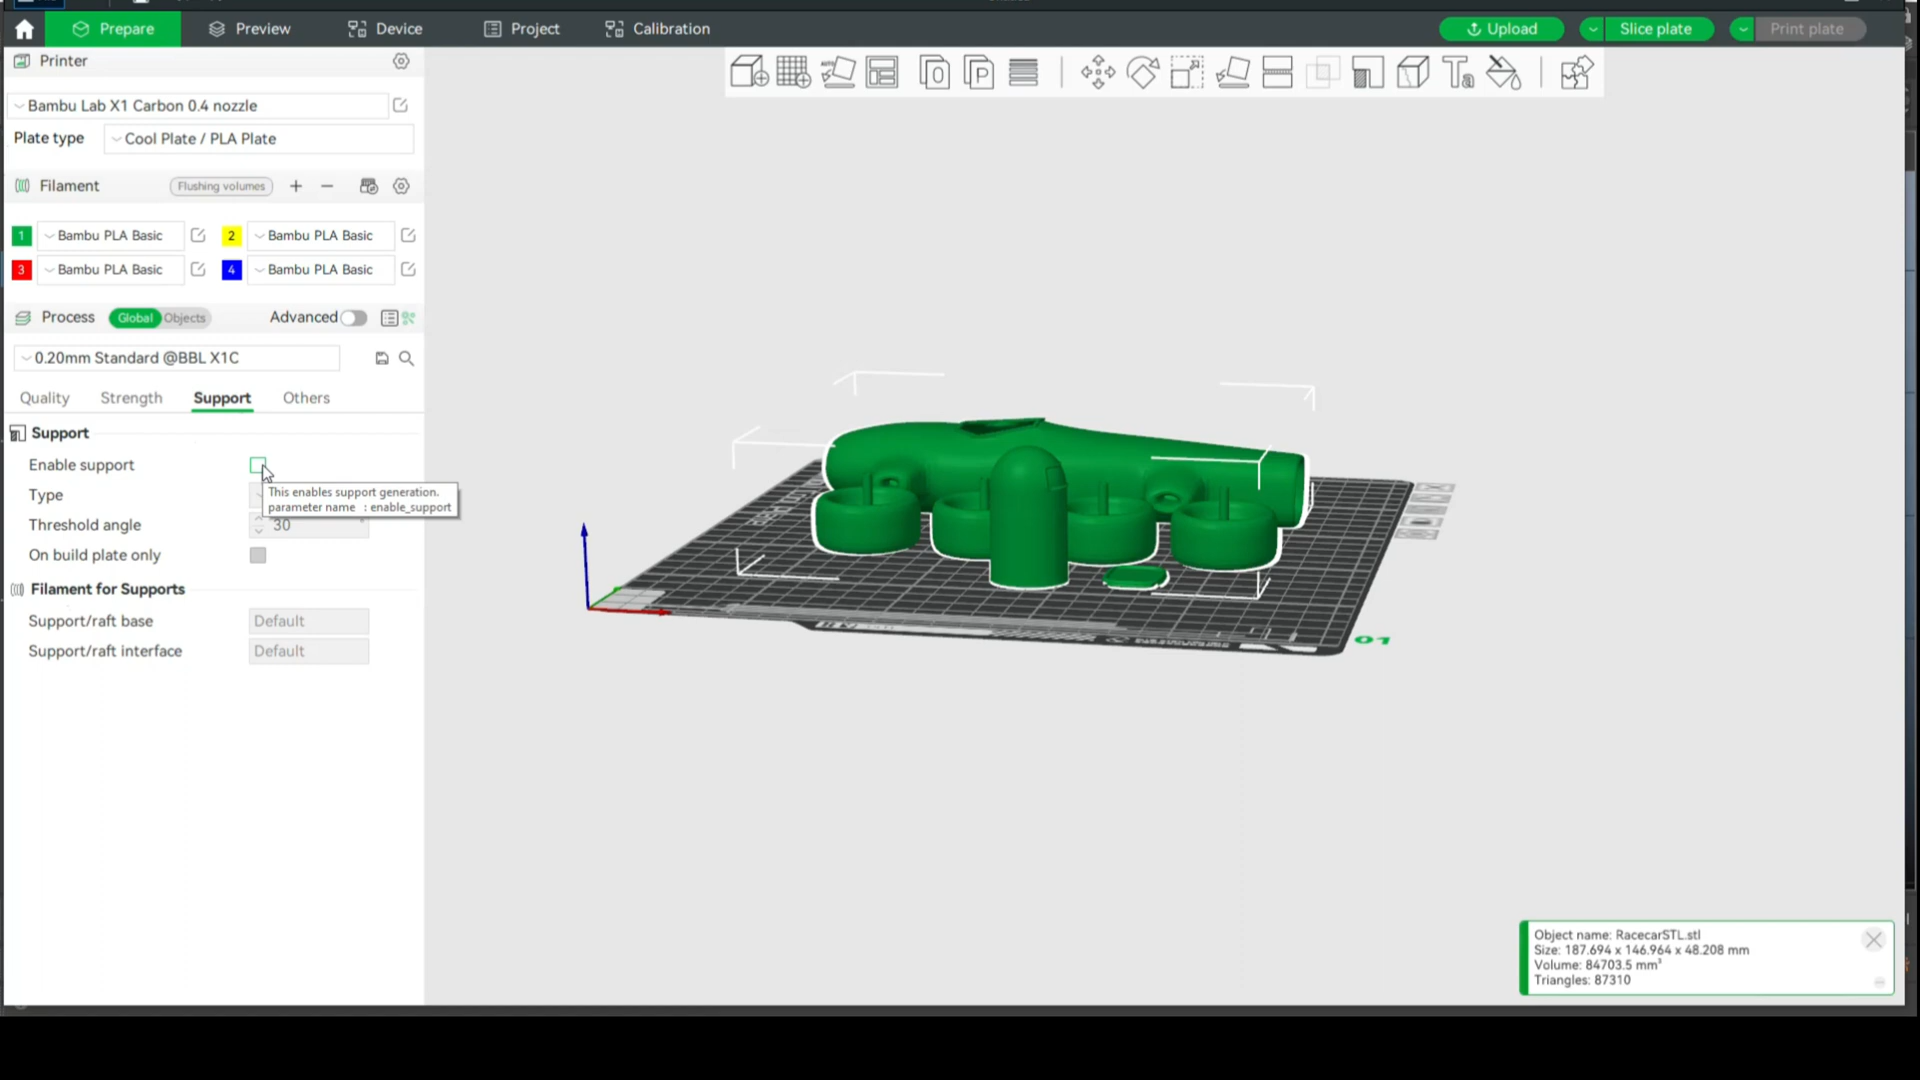 Prepare
Preview
Device
Project
Calibration
Upload
Slice plate
Print plate
Printer
Bambu Lab X1 Carbon 0.4 nozzle
Plate type
Cool Plate / PLA Plate
Filament
Flushing volumes
1 Bambu PLA Basic
2 Bambu PLA Basic
3 Bambu PLA Basic
4 Bambu PLA Basic
Process
Global
Objects
Advanced
0.20mm Standard @BBL X1C
Quality
Strength
Support
Others
Support
Enable support
This enables support generation.
parameter name : enable_support
Type
Threshold angle
30
On build plate only
Filament for Supports
Support/raft base
Default
Support/raft interface
Default
01
Object name: RacecarSTL.stl
Size: 187.694 x 146.964 x 48.208 mm
Volume: 84703.5 mm³
Triangles: 87310